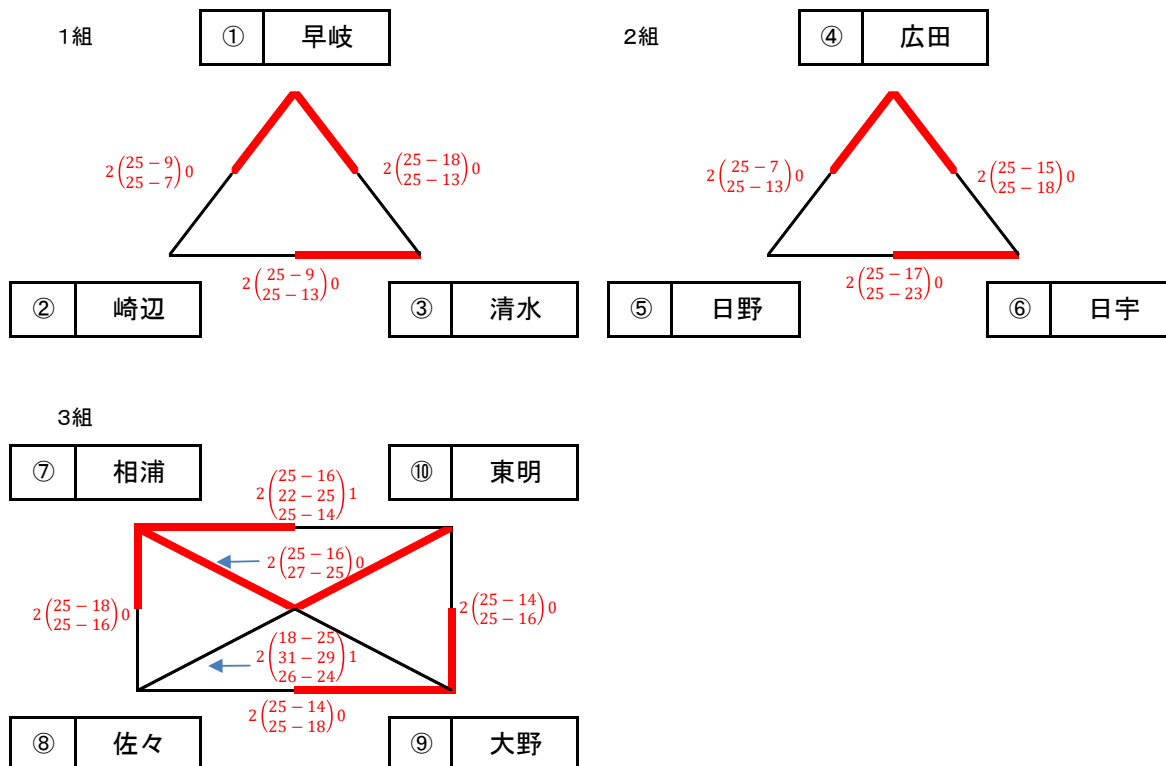 1組
① 早岐
2(25-9 25-7)0
2(25-18 25-13)0
2(25-9 25-13)0
② 崎辺
③ 清水
2組
④ 広田
2(25-7 25-13)0
2(25-15 25-18)0
2(25-17 25-23)0
⑤ 日野
⑥ 日宇
3組
⑦ 相浦
⑩ 東明
2(25-16 22-25 25-14)1
2(25-16 27-25)0
2(25-18 25-16)0
2(25-14 25-16)0
2(18-25 31-29 26-24)1
2(25-14 25-18)0
⑧ 佐々
⑨ 大野